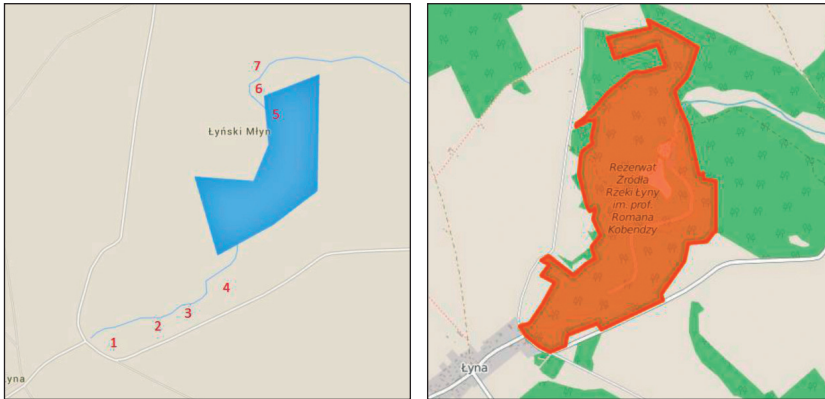 7
6
5
Łyński Młyn
4
3
2
1
yna
Rezerwat
Źródła
Rzeki Łyny
im. prof.
Romana
Kobendzy
Łyna